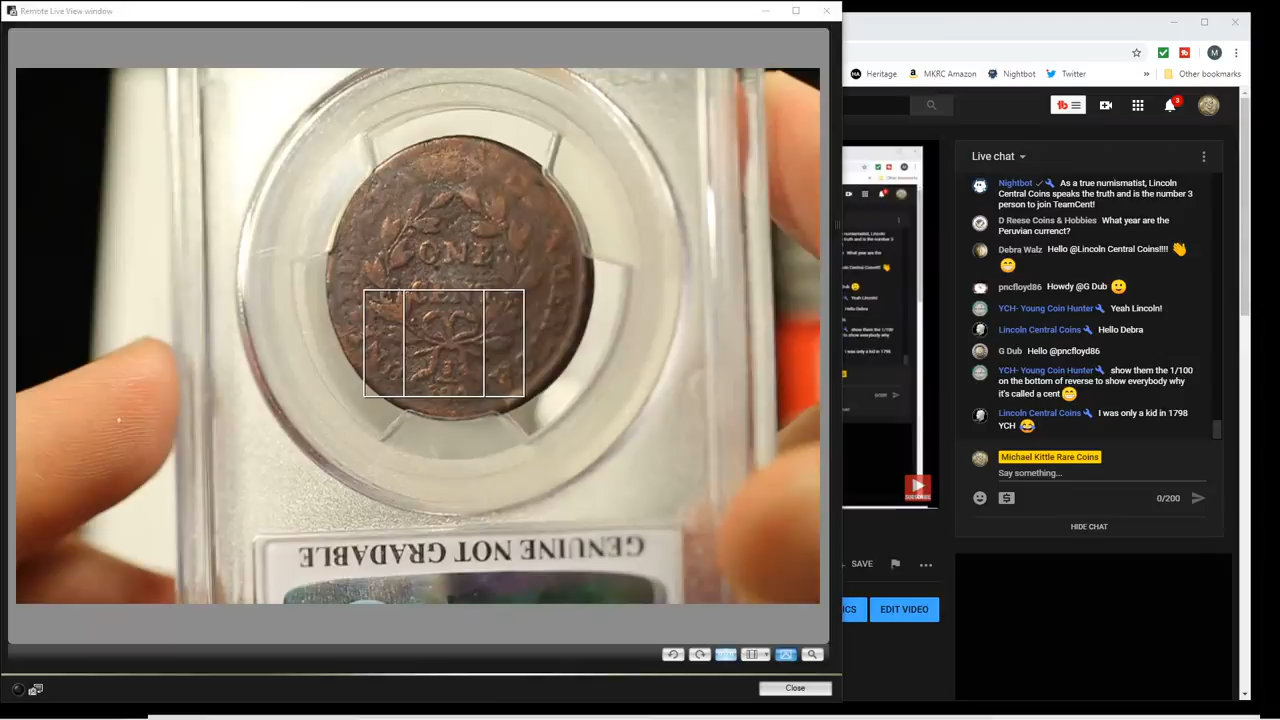 Remote Live View window
ONE
CENT
GENUINE NOT GRADABLE
Close
Heritage
MKRC Amazon
Nightbot
Twitter
»
Other bookmarks
M
3
Live chat
Nightbot As a true numismatist, Lincoln
Central Coins speaks the truth and is the number 3
person to join TeamCent!
D Reese Coins & Hobbies What year are the
Peruvian currenct?
Debra Walz Hello @Lincoln Central Coins!!!!
pncfloyd86 Howdy @G Dub
YCH- Young Coin Hunter Yeah Lincoln!
Lincoln Central Coins Hello Debra
G Dub Hello @pncfloyd86
YCH- Young Coin Hunter show them the 1/100
on the bottom of reverse to show everybody why
it's called a cent
Lincoln Central Coins I was only a kid in 1798
YCH
Michael Kittle Rare Coins
Say something...
0/200
HIDE CHAT
SAVE
ICS
EDIT VIDEO